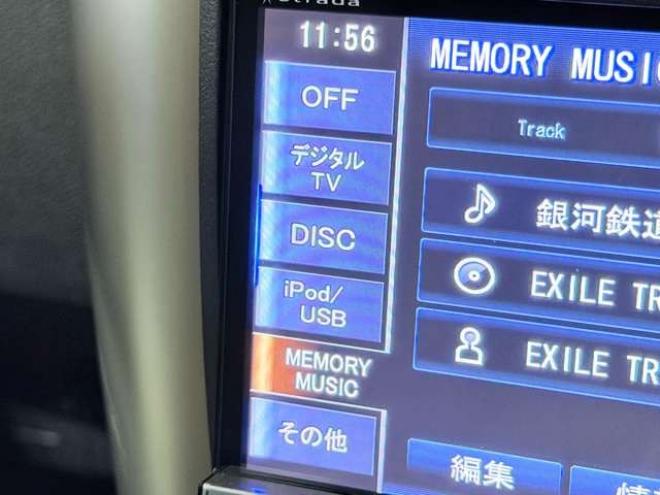 Strada
11:56
MEMORY MUSI
OFF
Track
デジタル
TV
銀河鉄道
DISC
EXILE TR
iPod/
USB
EXILE TR
MEMORY
MUSIC
その他
編集